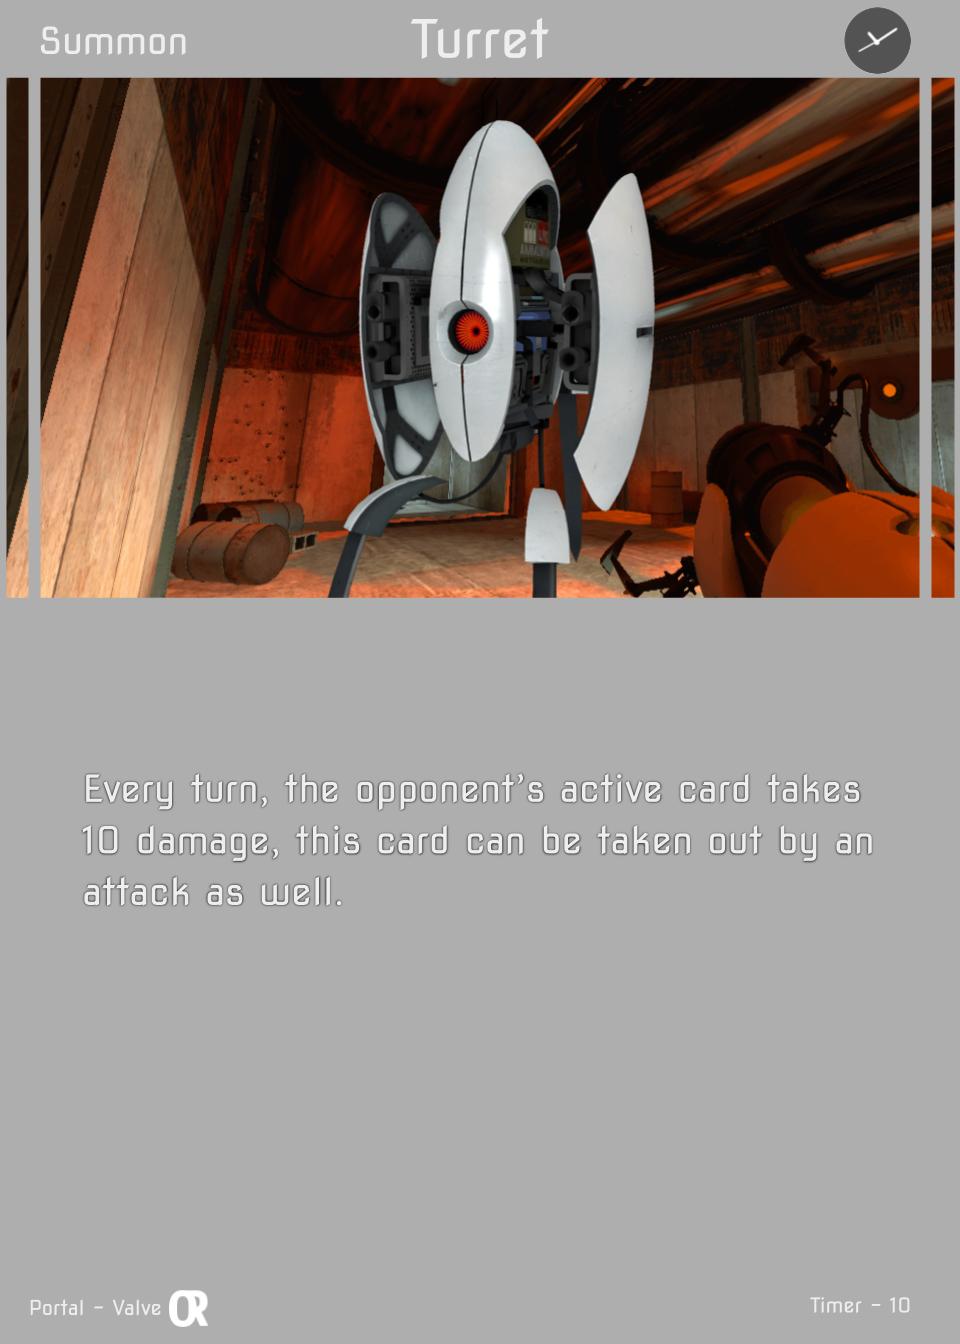 Summon
Turret
Every turn, the opponent's active card takes
10 damage, this card can be taken out by an
attack as well.
Portal - Valve OR
Timer - 10